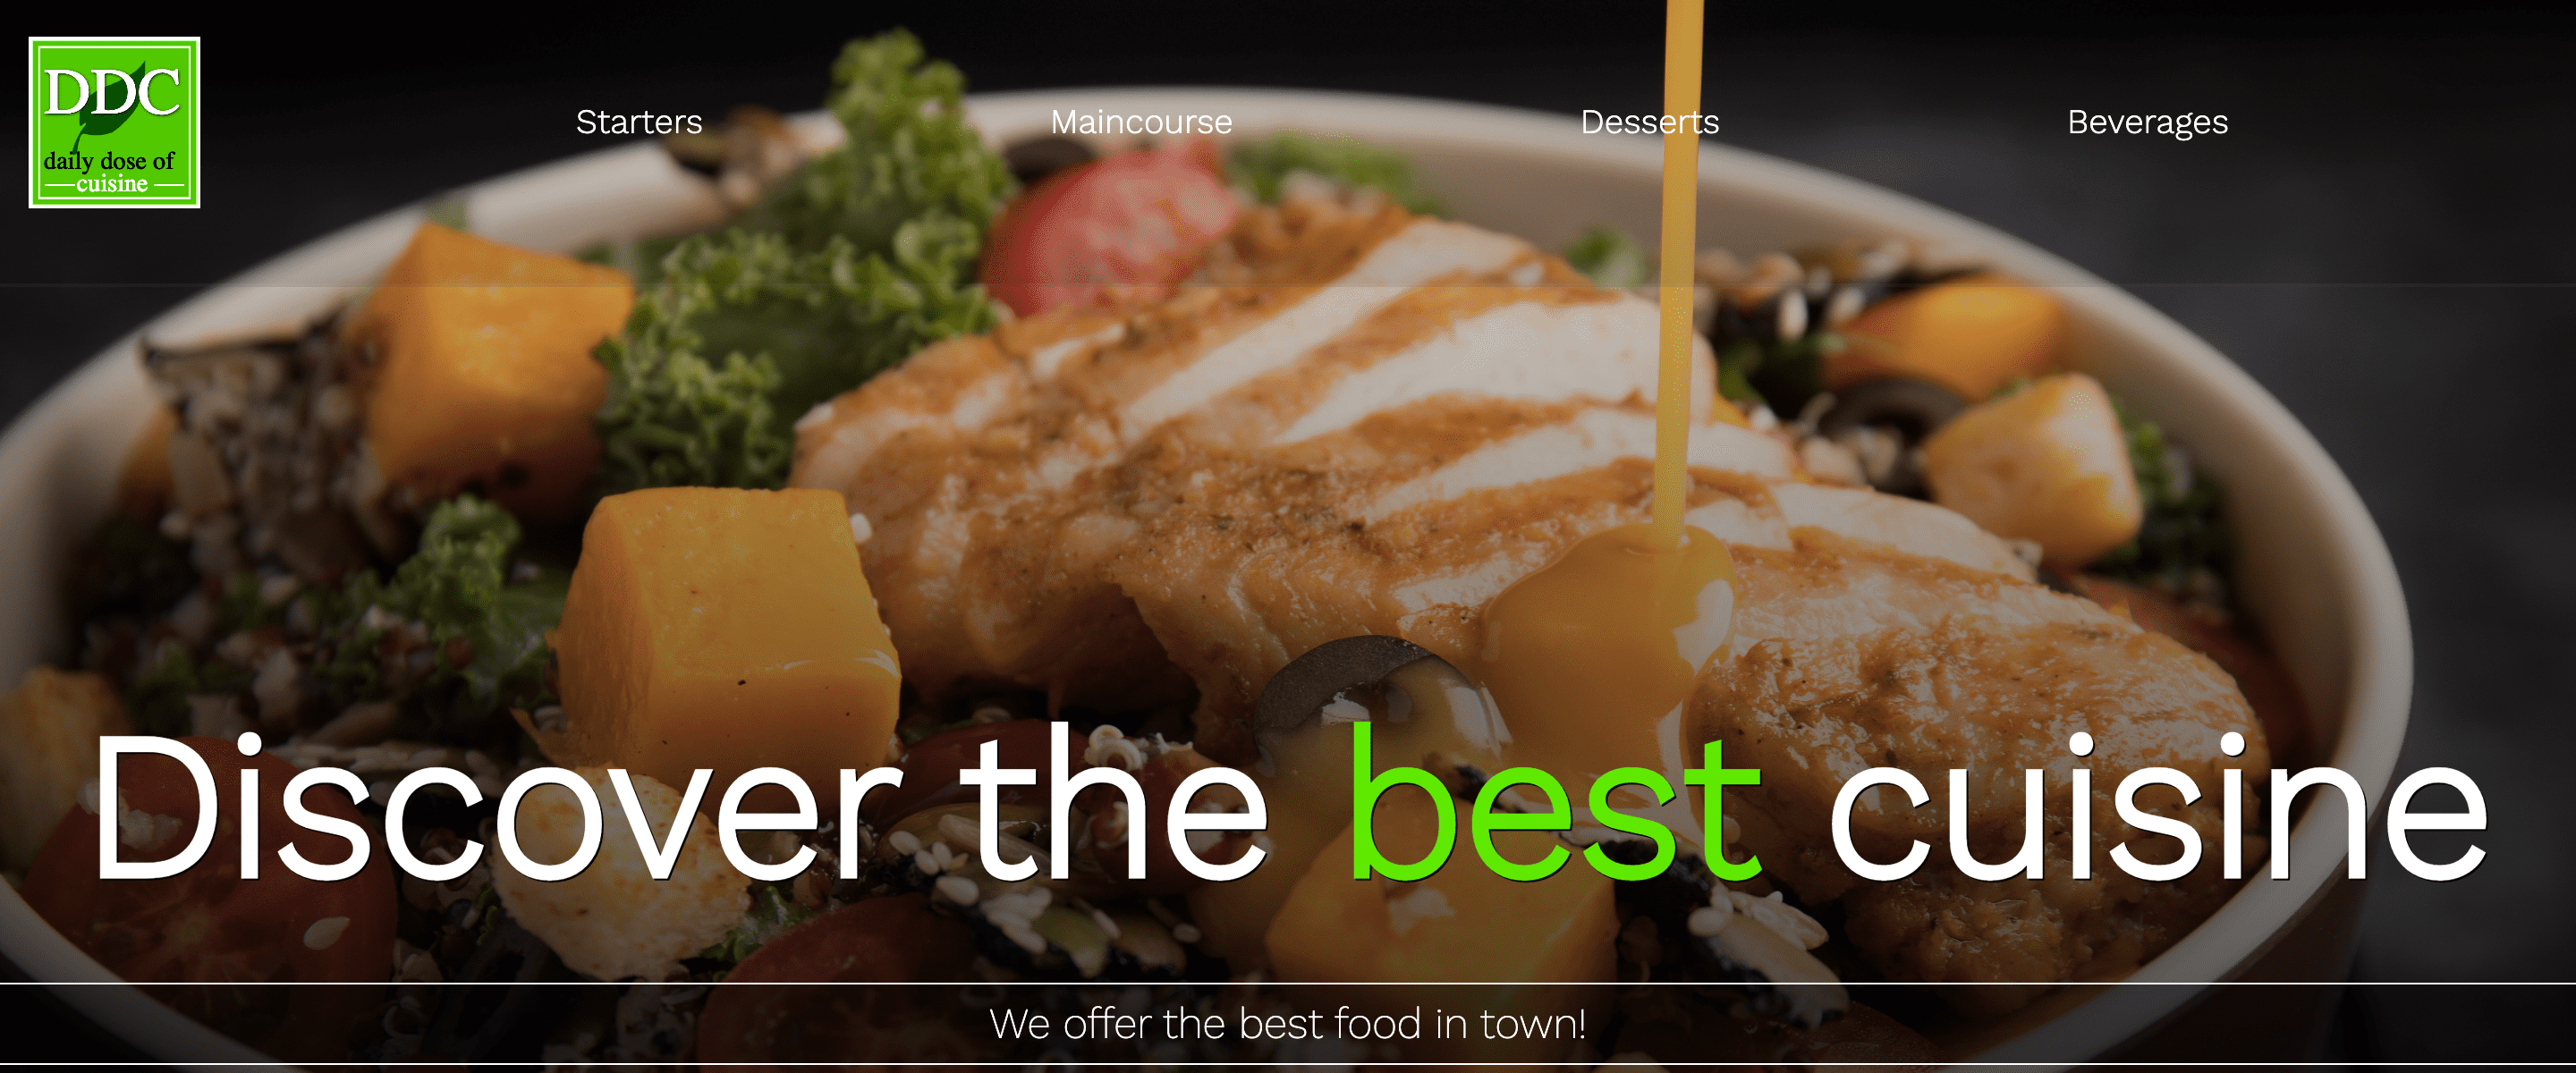 DDC
daily dose of
cuisine
Starters Maincourse Desserts Beverages
Discover the best cuisine
We offer the best food in town!